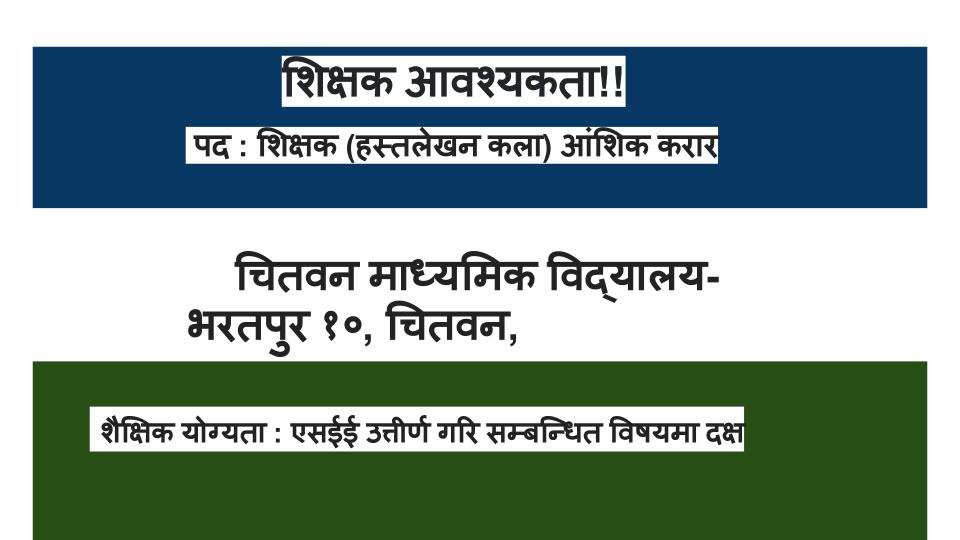 शिक्षक आवश्यकता!!
पद : शिक्षक (हस्तलेखन कला) आंशिक करार
चितवन माध्यमिक विद्‌यालय-
भरतपुर १०, चितवन,
शैक्षिक योग्यता : एसईई उत्तीर्ण गरि सम्बन्धित विषयमा दक्ष